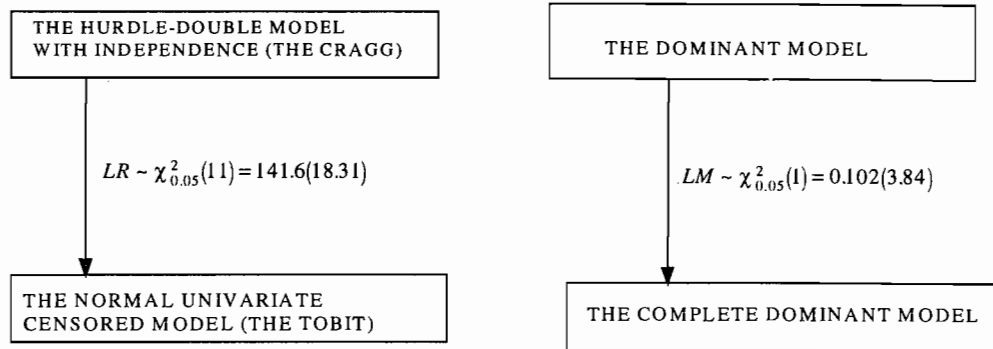 THE HURDLE-DOUBLE MODEL
WITH INDEPENDENCE (THE CRAGG)
THE DOMINANT MODEL
LR ~ χ²₀.₀₅(11) = 141.6(18.31)
LM ~ χ²₀.₀₅(1) = 0.102(3.84)
THE NORMAL UNIVARIATE
CENSORED MODEL (THE TOBIT)
THE COMPLETE DOMINANT MODEL